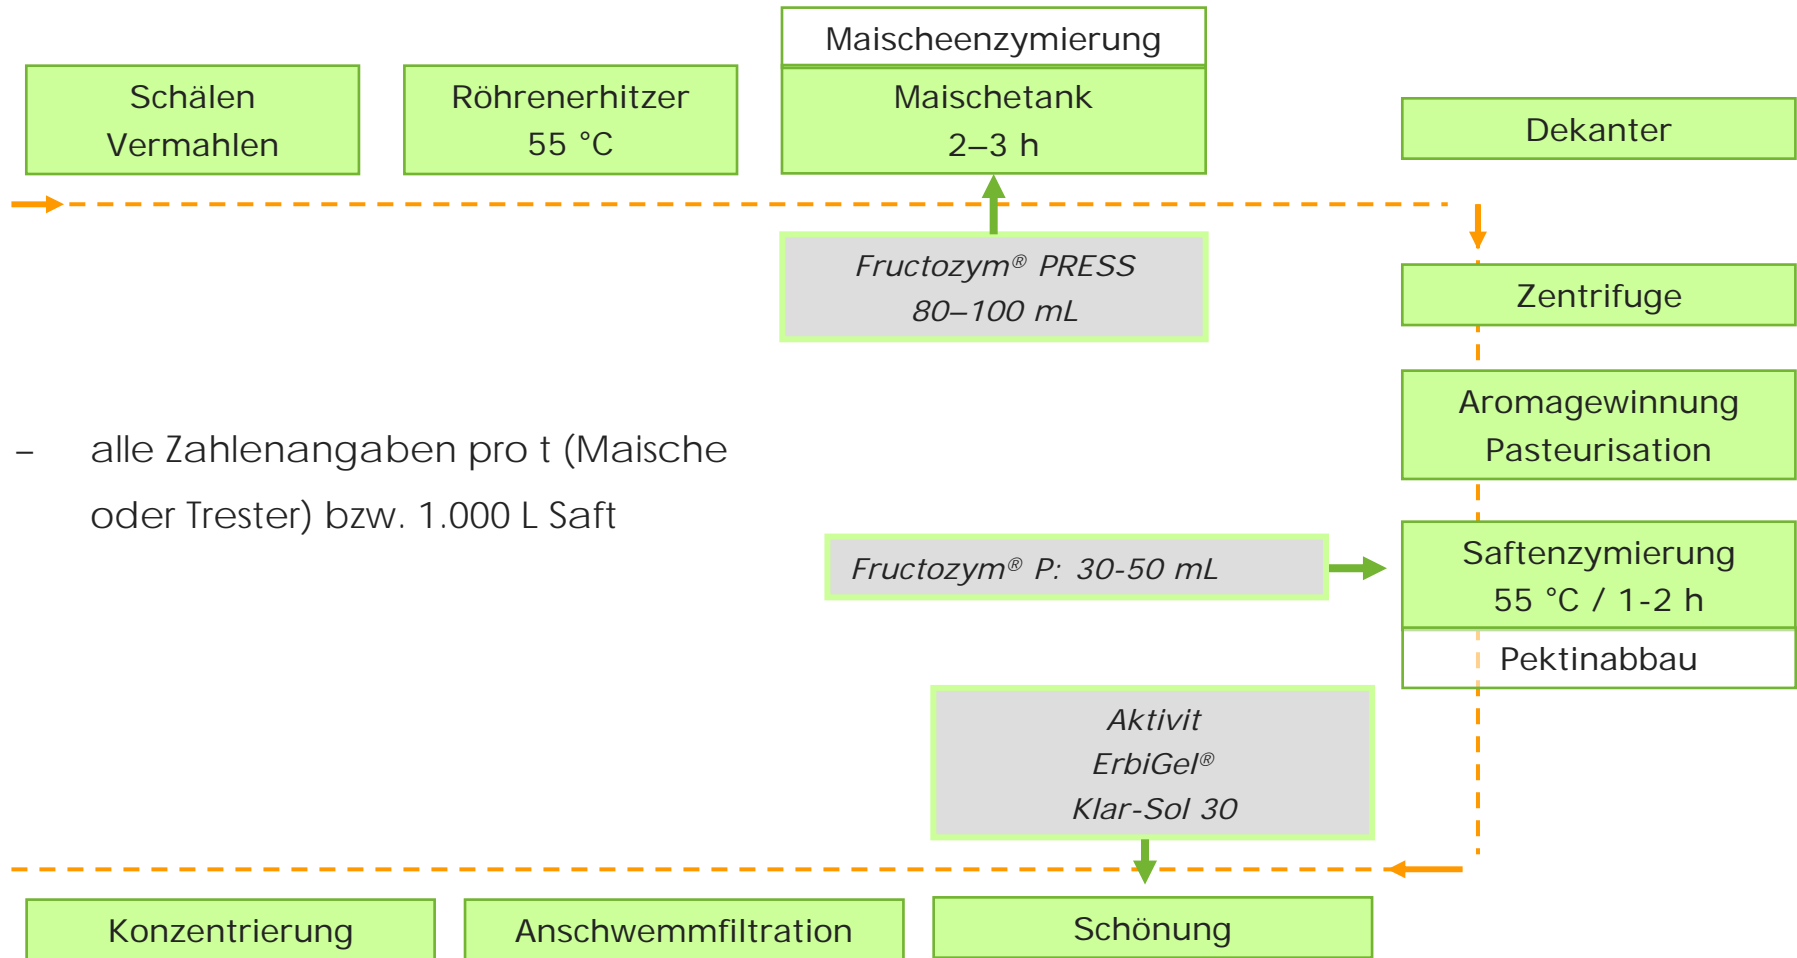 Schälen
Vermahlen
Röhrenerhitzer
55 °C
Maischeenzymierung
Maischetank
2–3 h
Dekanter
Fructozym® PRESS
80–100 mL
Zentrifuge
Aromagewinnung
Pasteurisation
– alle Zahlenangaben pro t (Maische
oder Trester) bzw. 1.000 L Saft
Fructozym® P: 30-50 mL
Saftenzymierung
55 °C / 1-2 h
Pektinabbau
Aktivit
ErbiGel®
Klar-Sol 30
Konzentrierung
Anschwemmfiltration
Schönung